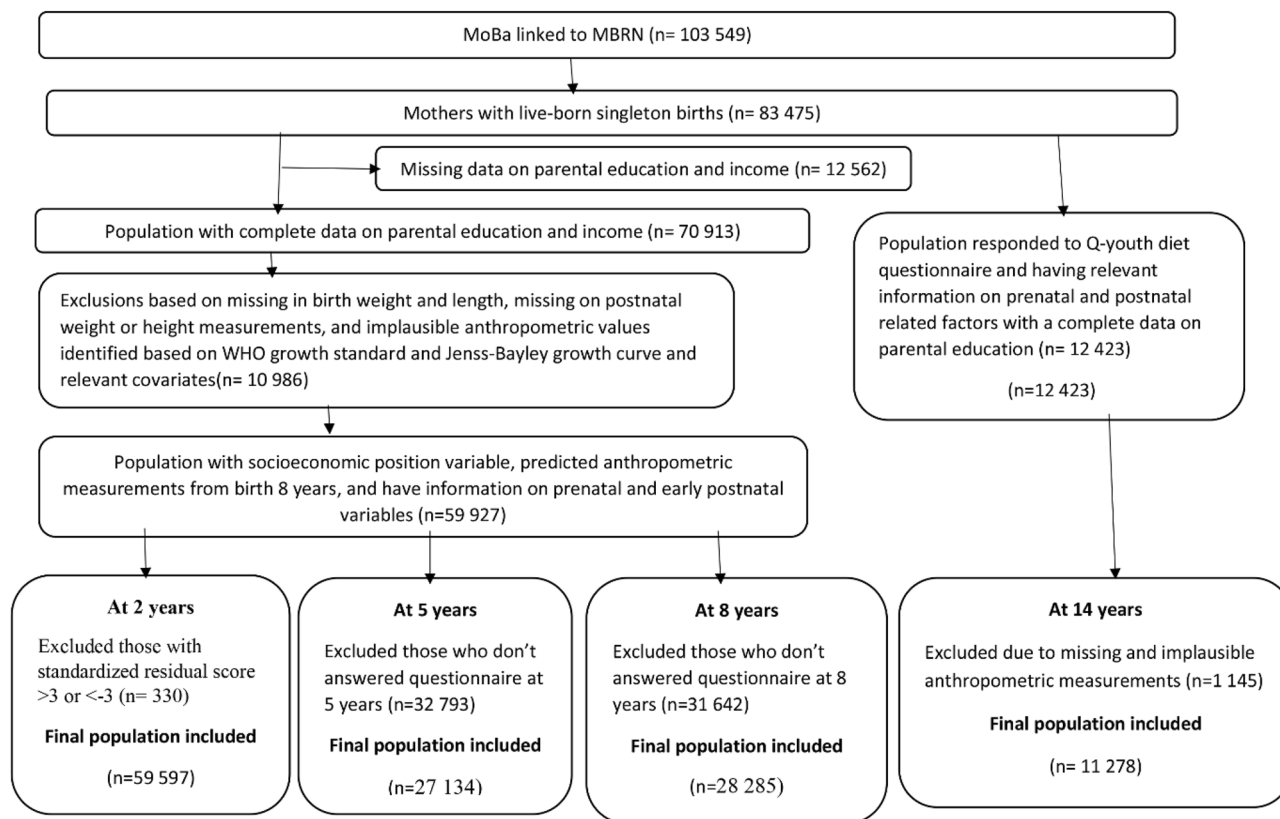 MoBa linked to MBRN (n= 103 549)
Mothers with live-born singleton births (n= 83 475)
Missing data on parental education and income (n= 12 562)
Population with complete data on parental education and income (n= 70 913)
Exclusions based on missing in birth weight and length, missing on postnatal
weight or height measurements, and implausible anthropometric values
identified based on WHO growth standard and Jenss-Bayley growth curve and
relevant covariates(n= 10 986)
Population responded to Q-youth diet
questionnaire and having relevant
information on prenatal and postnatal
related factors with a complete data on
parental education (n= 12 423)
(n=12 423)
Population with socioeconomic position variable, predicted anthropometric
measurements from birth 8 years, and have information on prenatal and early postnatal
variables (n=59 927)
At 2 years
Excluded those with
standardized residual score
>3 or <-3 (n= 330)
Final population included
(n=59 597)
At 5 years
Excluded those who don't
answered questionnaire at
5 years (n=32 793)
Final population included
(n=27 134)
At 8 years
Excluded those who don't
answered questionnaire at 8
years (n=31 642)
Final population included
(n=28 285)
At 14 years
Excluded due to missing and implausible
anthropometric measurements (n=1 145)
Final population included
(n= 11 278)